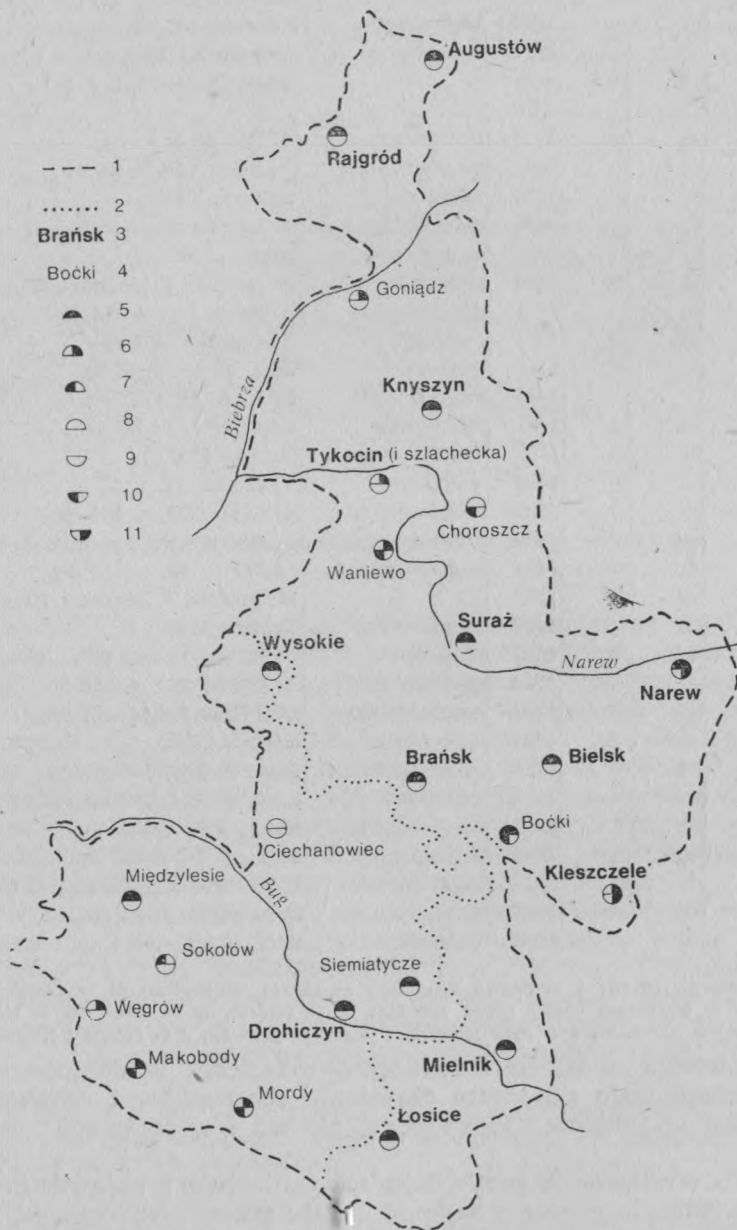 Augustów
Rajgród
1
2
Brańsk 3
Boćki 4
5
6
7
8
9
10
11
Goniądz
Biebrza
Knyszyn
Tykocin (i szlachecka)
Choroszcz
Waniewo
Suraż
Wysokie
Narew
Narew
Brańsk
Bielsk
Boćki
Ciechanowiec
Kleszczele
Międzylesie
Bug
Sokołów
Siemiatycze
Węgrów
Drohiczyn
Makobody
Mielnik
Mordy
Łosice